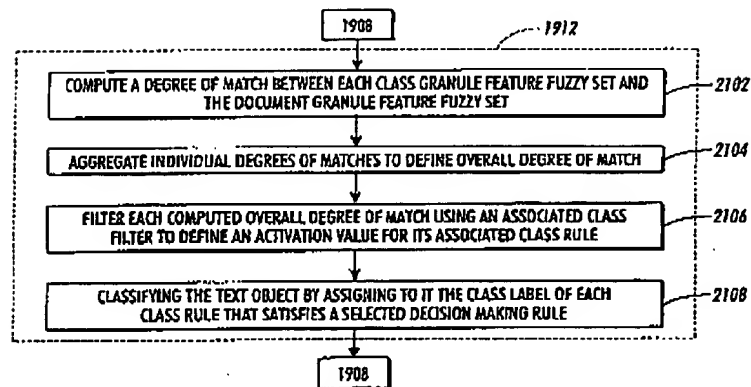 1908
1912
COMPUTE A DEGREE OF MATCH BETWEEN EACH CLASS GRANULE FEATURE FUZZY SET AND
THE DOCUMENT GRANULE FEATURE FUZZY SET
2102
AGGREGATE INDIVIDUAL DEGREES OF MATCHES TO DEFINE OVERALL DEGREE OF MATCH
2104
FILTER EACH COMPUTED OVERALL DEGREE OF MATCH USING AN ASSOCIATED CLASS
FILTER TO DEFINE AN ACTIVATION VALUE FOR ITS ASSOCIATED CLASS RULE
2106
CLASSIFYING THE TEXT OBJECT BY ASSIGNING TO IT THE CLASS LABEL OF EACH
CLASS RULE THAT SATISFIES A SELECTED DECISION MAKING RULE
2108
1908